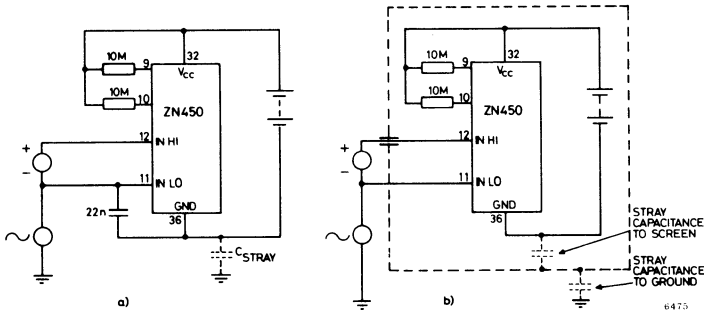 10M
9
32
VCC
10M
10
ZN450
12
IN HI
+
-
11
IN LO
22n
GND
36
CSTRAY
a)
10M
9
32
VCC
10M
10
ZN450
12
IN HI
+
-
11
IN LO
GND
36
STRAY
CAPACITANCE
TO SCREEN
STRAY
CAPACITANCE
TO GROUND
b)
6475